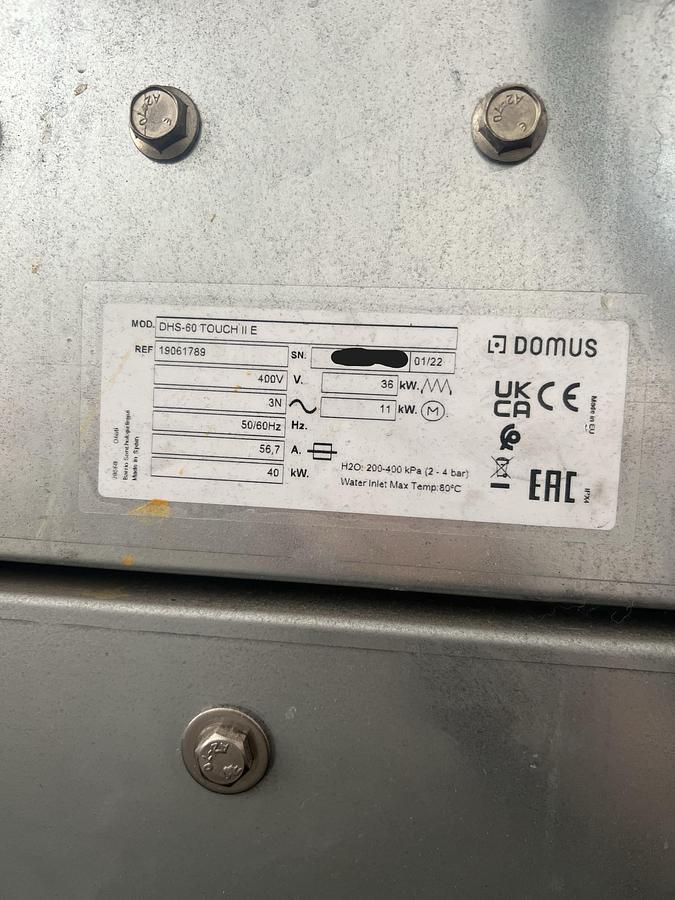 A2-70
A2-70
MOD. DHS-60 TOUCH II E
REF 19061789
SN. 01/22
400V V.
36 kW.
3N
11 kW. M
50/60Hz Hz.
56,7 A.
40 kW.
H2O: 200-400 kPa (2 - 4 bar)
Water Inlet Max Temp:80°C
DOMUS
UK
CA
CE
EAC
Made in EU
IPX4
Made in Spain
A2-70